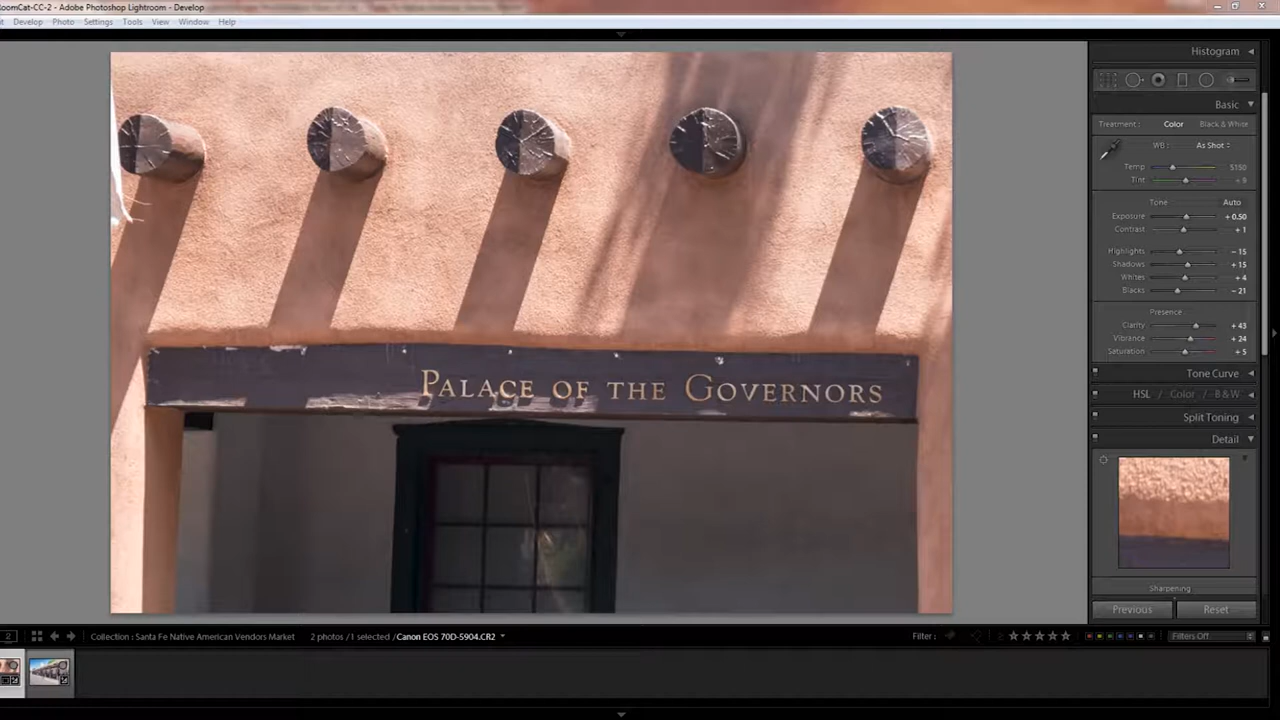 RoomCat-CC-2 - Adobe Photoshop Lightroom - Develop
Develop Photo Settings Tools View Window Help
Histogram
Basic
Treatment : Color Black & White
WB : As Shot
Temp 5150
Tint + 9
Tone Auto
Exposure + 0.50
Contrast + 1
Highlights - 15
Shadows + 15
Whites + 4
Blacks - 21
Presence
Clarity + 43
Vibrance + 24
Saturation + 5
Tone Curve
HSL / Color / B & W
Split Toning
Detail
Sharpening
Previous Reset
PALACE OF THE GOVERNORS
2 Collection : Santa Fe Native American Vendors Market 2 photos / 1 selected / Canon EOS 70D-5904.CR2 Filter : Filters Off